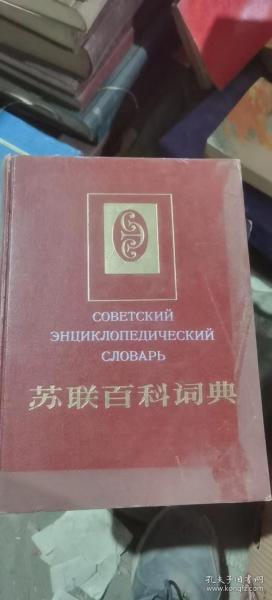 СОВЕТСКИЙ
ЭНЦИКЛОПЕДИЧЕСКИЙ
СЛОВАРЬ
苏联百科词典
孔夫子旧书网